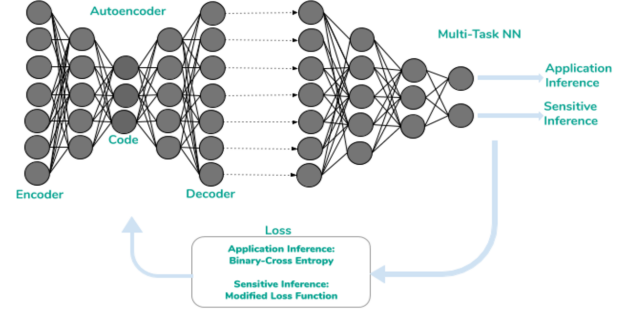 Autoencoder
Multi-Task NN
Application
Inference
Sensitive
Inference
Code
Encoder
Decoder
Loss
Application Inference:
Binary-Cross Entropy
Sensitive Inference:
Modified Loss Function